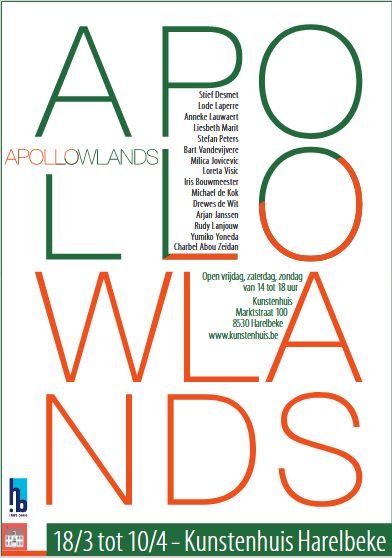 APO
Stief Desmet
Lode Laperre
Anneke Lauwaert
Liesbeth Marit
Stefan Peters
Bart Vandevijvere
Milica Jovicevic
Loreta Visic
Iris Bouwmeester
Michael de Kok
Drewes de Wit
Arjan Janssen
Rudy Lanjouw
Yumiko Yoneda
Charbel Abou Zeidan
APOLLOWLANDS
LLO
Open vrijdag, zaterdag, zondag
van 14 tot 18 uur
Kunstenhuis
Marktstraat 100
8530 Harelbeke
www.kunstenhuis.be
WLA
NDS
h.b
18/3 tot 10/4 – Kunstenhuis Harelbeke